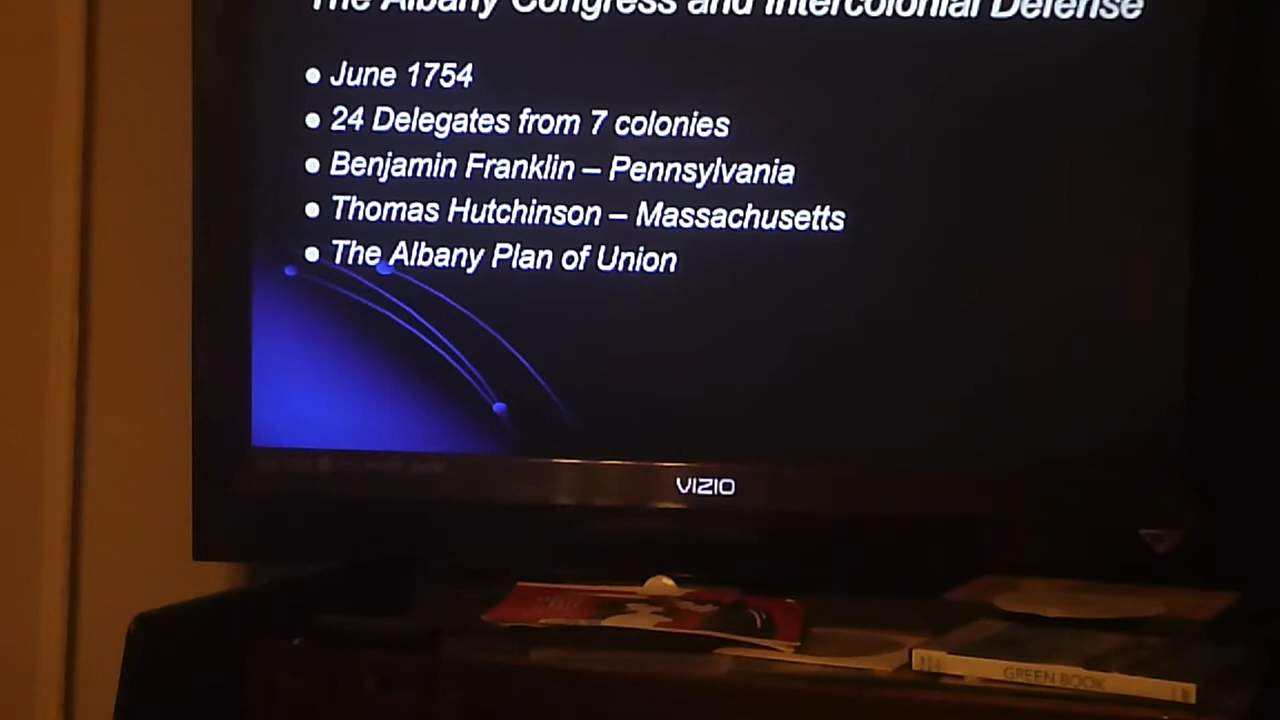 The Albany Congress and Intercolonial Defense
● June 1754
● 24 Delegates from 7 colonies
● Benjamin Franklin – Pennsylvania
● Thomas Hutchinson – Massachusetts
● The Albany Plan of Union
VIZIO
GREEN BOOK